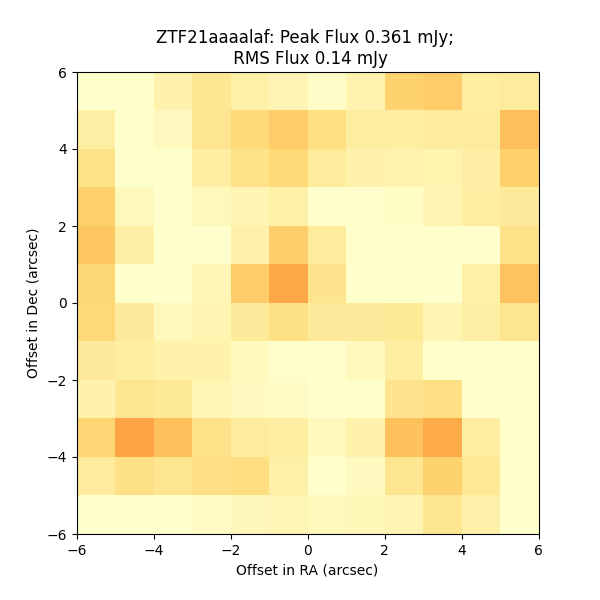 ZTF21aaaalaf: Peak Flux 0.361 mJy;
RMS Flux 0.14 mJy
6
4
2
0
−2
−4
−6
Offset in Dec (arcsec)
−6 −4 −2 0 2 4 6
Offset in RA (arcsec)